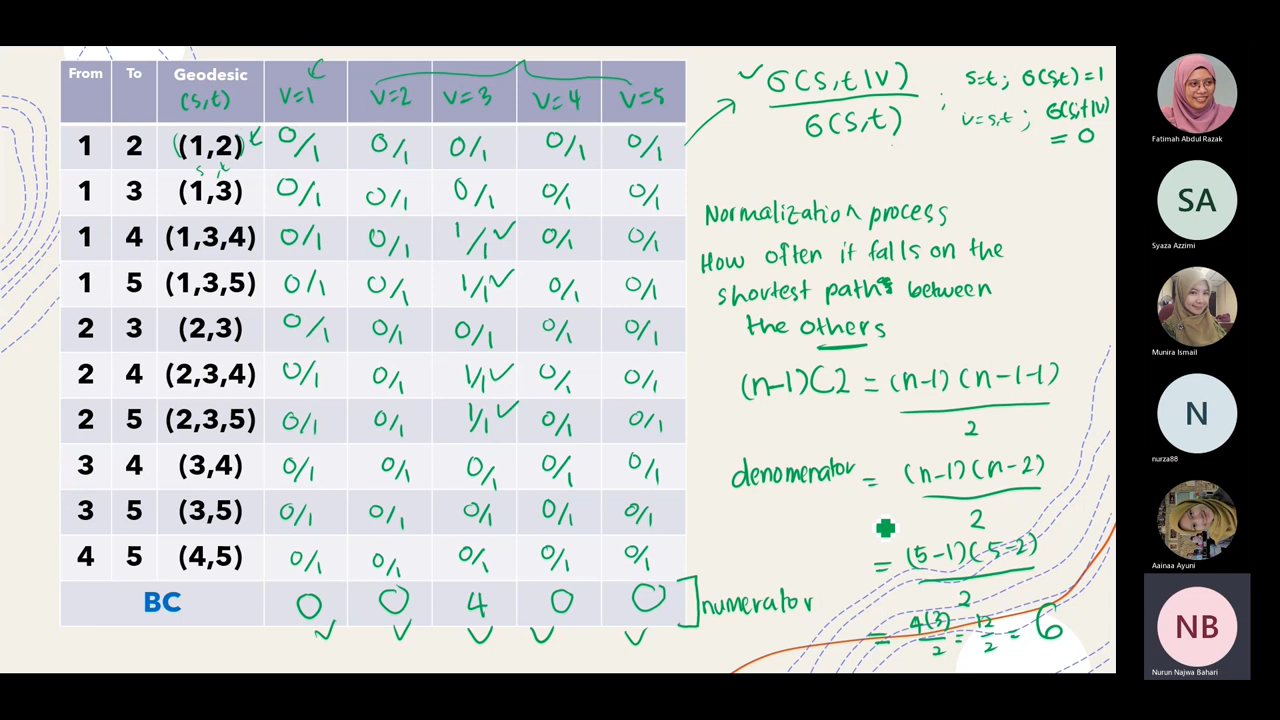 From To Geodesic (s,t) V=1 V=2 V=3 V=4 V=5
1 2 (1,2) 0/1 0/1 0/1 0/1 0/1
s,t
1 3 (1,3) 0/1 0/1 0/1 0/1 0/1
1 4 (1,3,4) 0/1 0/1 1/1 ✓ 0/1 0/1
1 5 (1,3,5) 0/1 0/1 1/1 ✓ 0/1 0/1
2 3 (2,3) 0/1 0/1 0/1 0/1 0/1
2 4 (2,3,4) 0/1 0/1 1/1 ✓ 0/1 0/1
2 5 (2,3,5) 0/1 0/1 1/1 ✓ 0/1 0/1
3 4 (3,4) 0/1 0/1 0/1 0/1 0/1
3 5 (3,5) 0/1 0/1 0/1 0/1 0/1
4 5 (4,5) 0/1 0/1 0/1 0/1 0/1
BC 0 0 4 0 0 numerator
✓ ✓ ✓ ✓ ✓
✓ σ(s,t|v) / σ(s,t) ; s=t; σ(s,t)=1
v=s,t; σ(s,t|v)
= 0
Normalization process
How often it falls on the
shortest paths between
the others
(n-1)C2 = (n-1)(n-1-1) / 2
denomerator = (n-1)(n-2) / 2
= (5-1)(5-2) / 2
= 4(3)/2 = 12/2 = 6
Fatimah Abdul Razak
SA
Syaza Azzimi
Munira Ismail
N
nurza88
Aainaa Ayuni
NB
Nurun Najwa Bahari